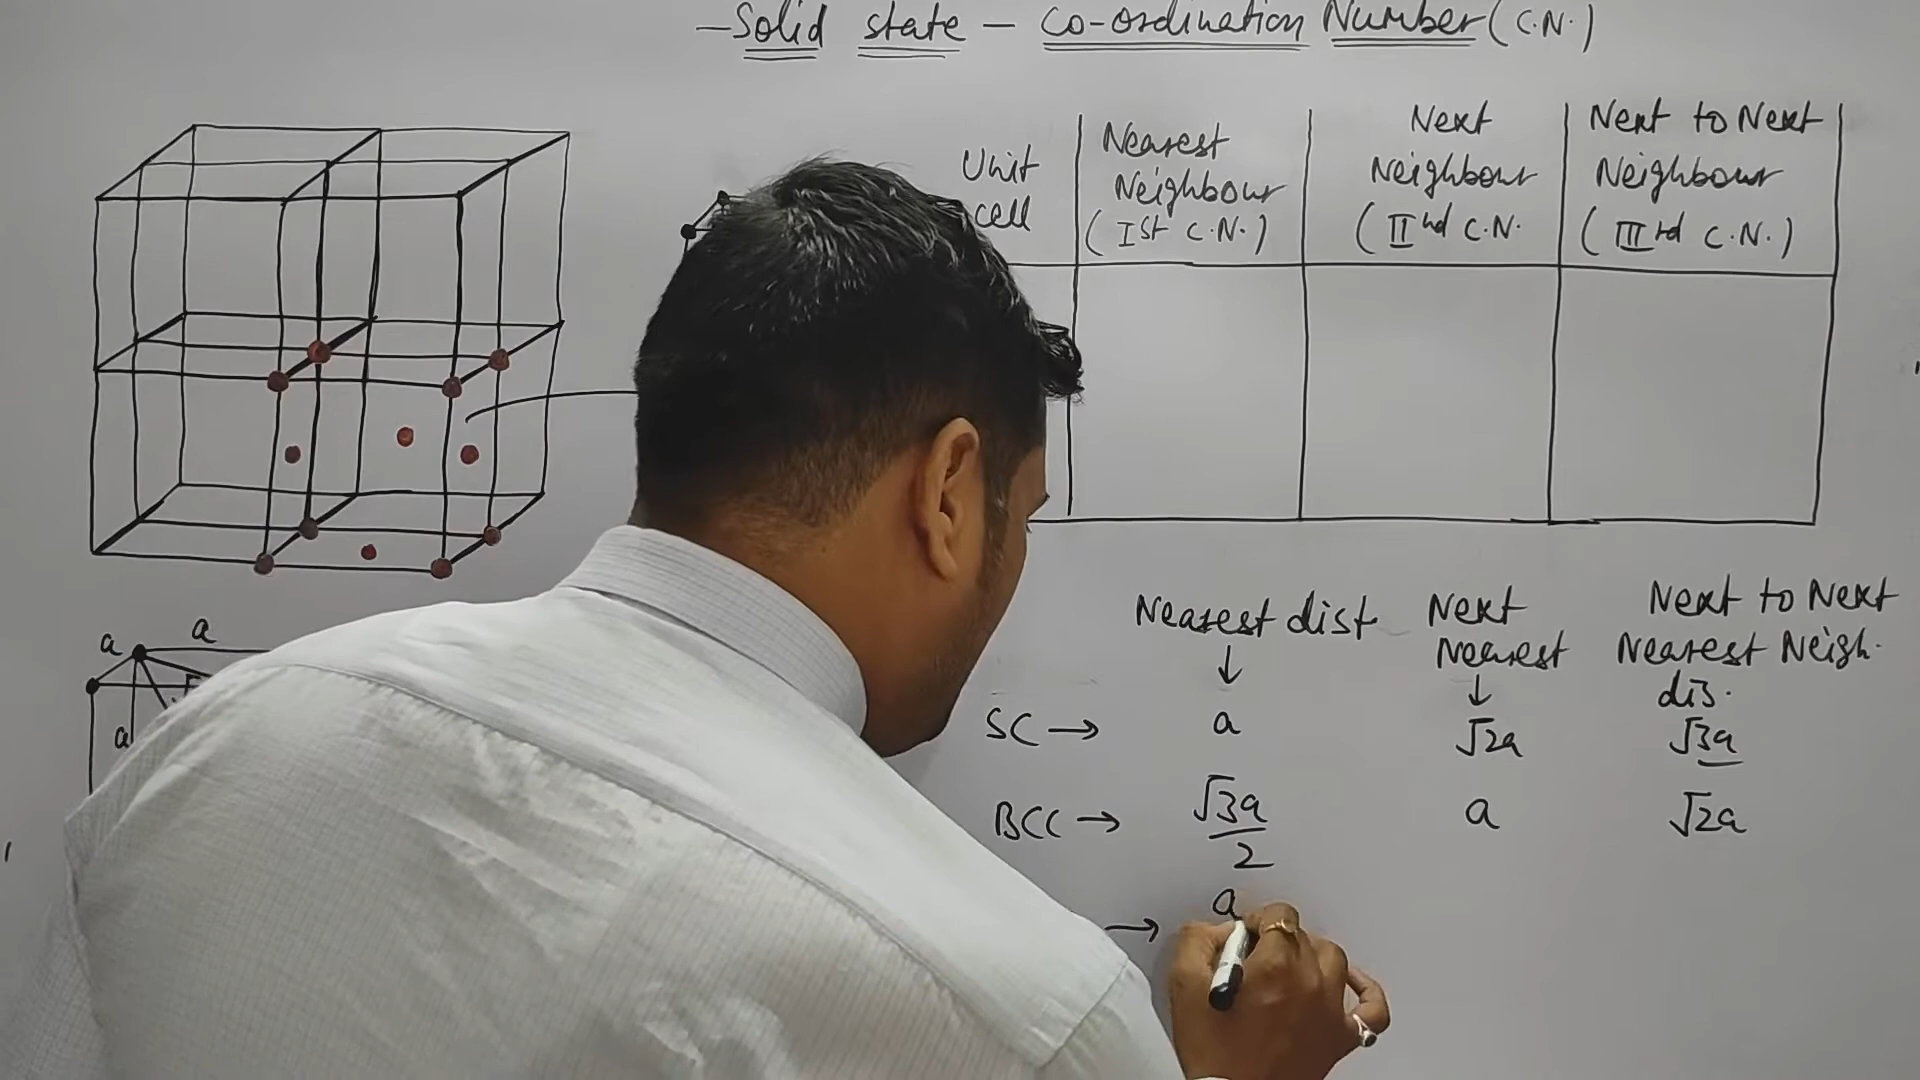 – Solid state – Co-ordination Number (C.N.)
Unit cell
Nearest Neighbour (Ist C.N.)
Next Neighbour (IInd C.N.
Next to Next Neighbour (IIIrd C.N.)
a a
a
Nearest dist.
Next Nearest
Next to Next Nearest Neigh. dis.
↓ ↓
SC → a √2a √3a
BCC → √3a/2 a √2a
→ a